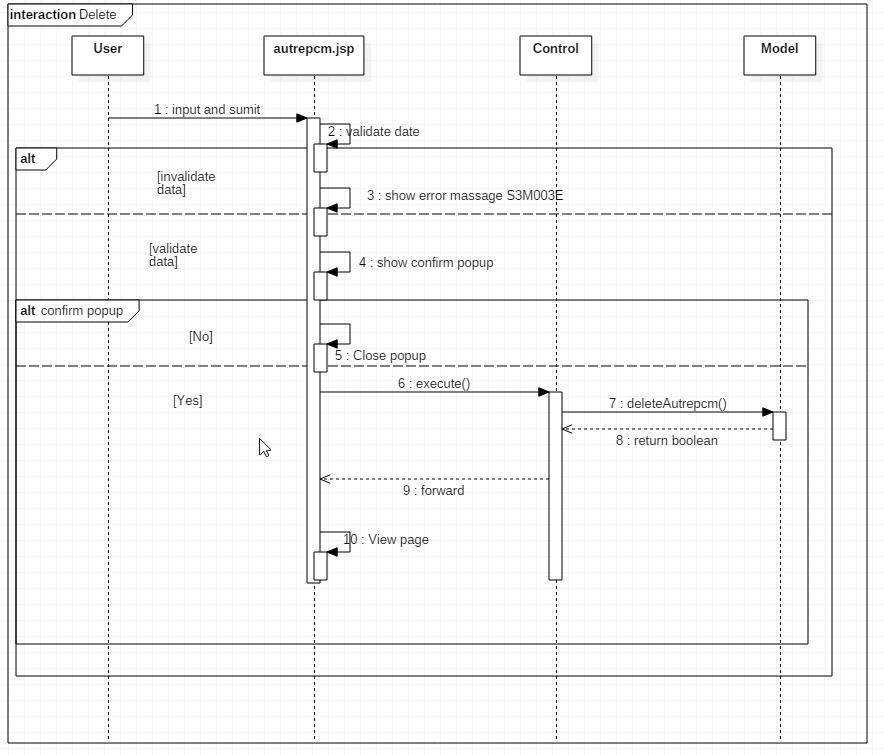 interaction Delete
User
autrepcm.jsp
Control
Model
1 : input and sumit
2 : validate date
alt
[invalidate
data]
3 : show error massage S3M003E
[validate
data]
4 : show confirm popup
alt confirm popup
[No]
5 : Close popup
6 : execute()
[Yes]
7 : deleteAutrepcm()
8 : return boolean
9 : forward
10 : View page